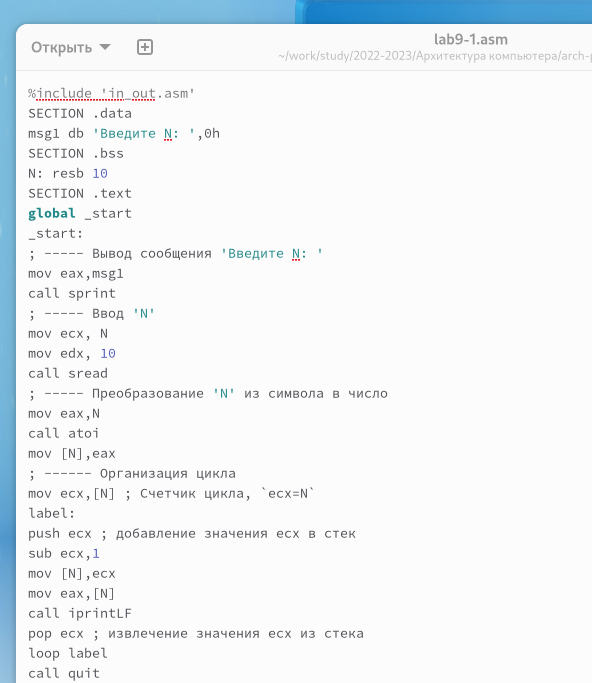 Открыть
lab9-1.asm
~/work/study/2022-2023/Архитектура компьютера/arch-
%include 'in_out.asm'
SECTION .data
msg1 db 'Введите N: ',0h
SECTION .bss
N: resb 10
SECTION .text
global _start
_start:
; ----- Вывод сообщения 'Введите N: '
mov eax,msg1
call sprint
; ----- Ввод 'N'
mov ecx, N
mov edx, 10
call sread
; ----- Преобразование 'N' из символа в число
mov eax,N
call atoi
mov [N],eax
; ------ Организация цикла
mov ecx,[N] ; Счетчик цикла, `ecx=N`
label:
push ecx ; добавление значения ecx в стек
sub ecx,1
mov [N],ecx
mov eax,[N]
call iprintLF
pop ecx ; извлечение значения ecx из стека
loop label
call quit